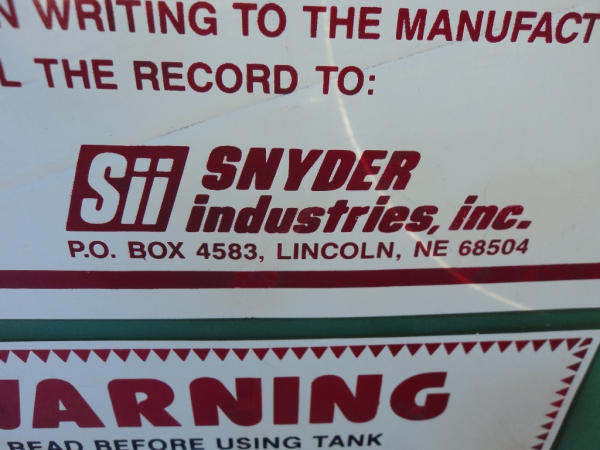 N WRITING TO THE MANUFACT
L THE RECORD TO:
Sii SNYDER
industries, inc.
P.O. BOX 4583, LINCOLN, NE 68504
WARNING
READ BEFORE USING TANK